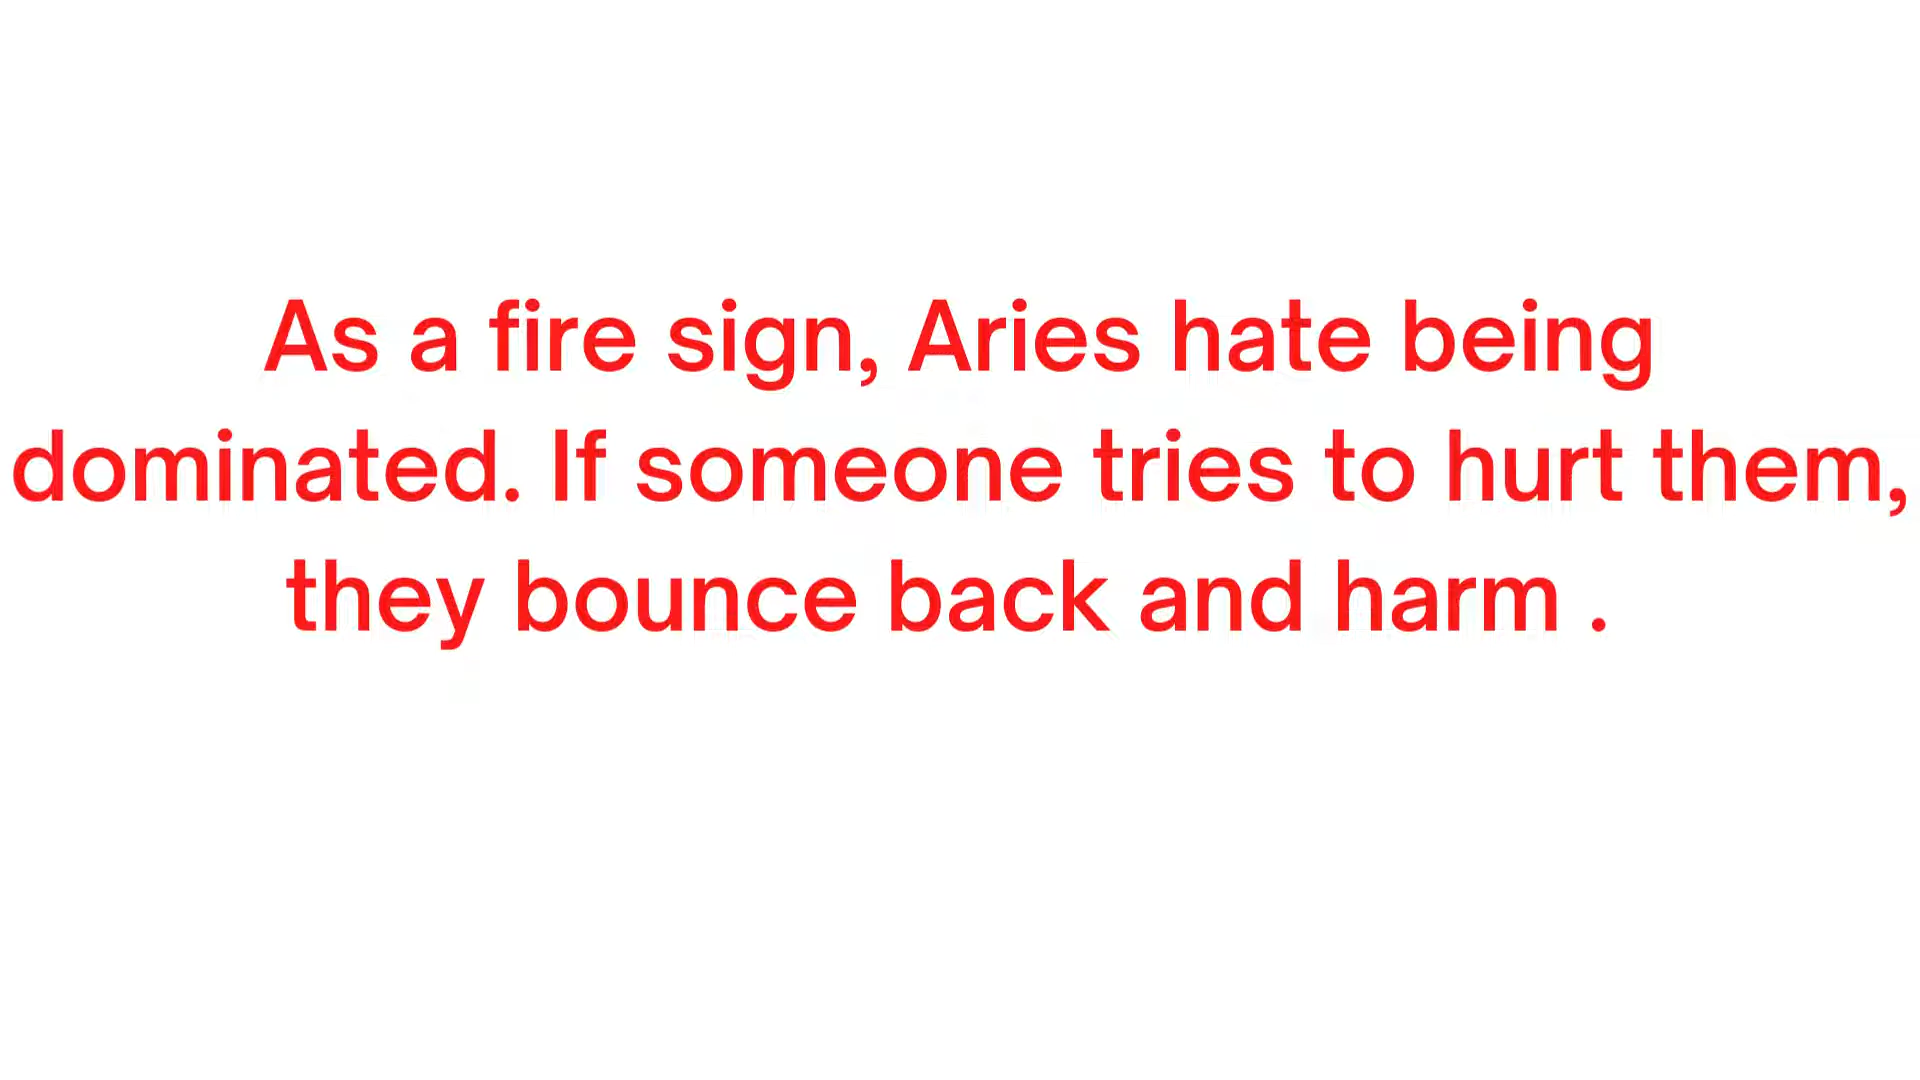 As a fire sign, Aries hate being
dominated. If someone tries to hurt them,
they bounce back and harm .